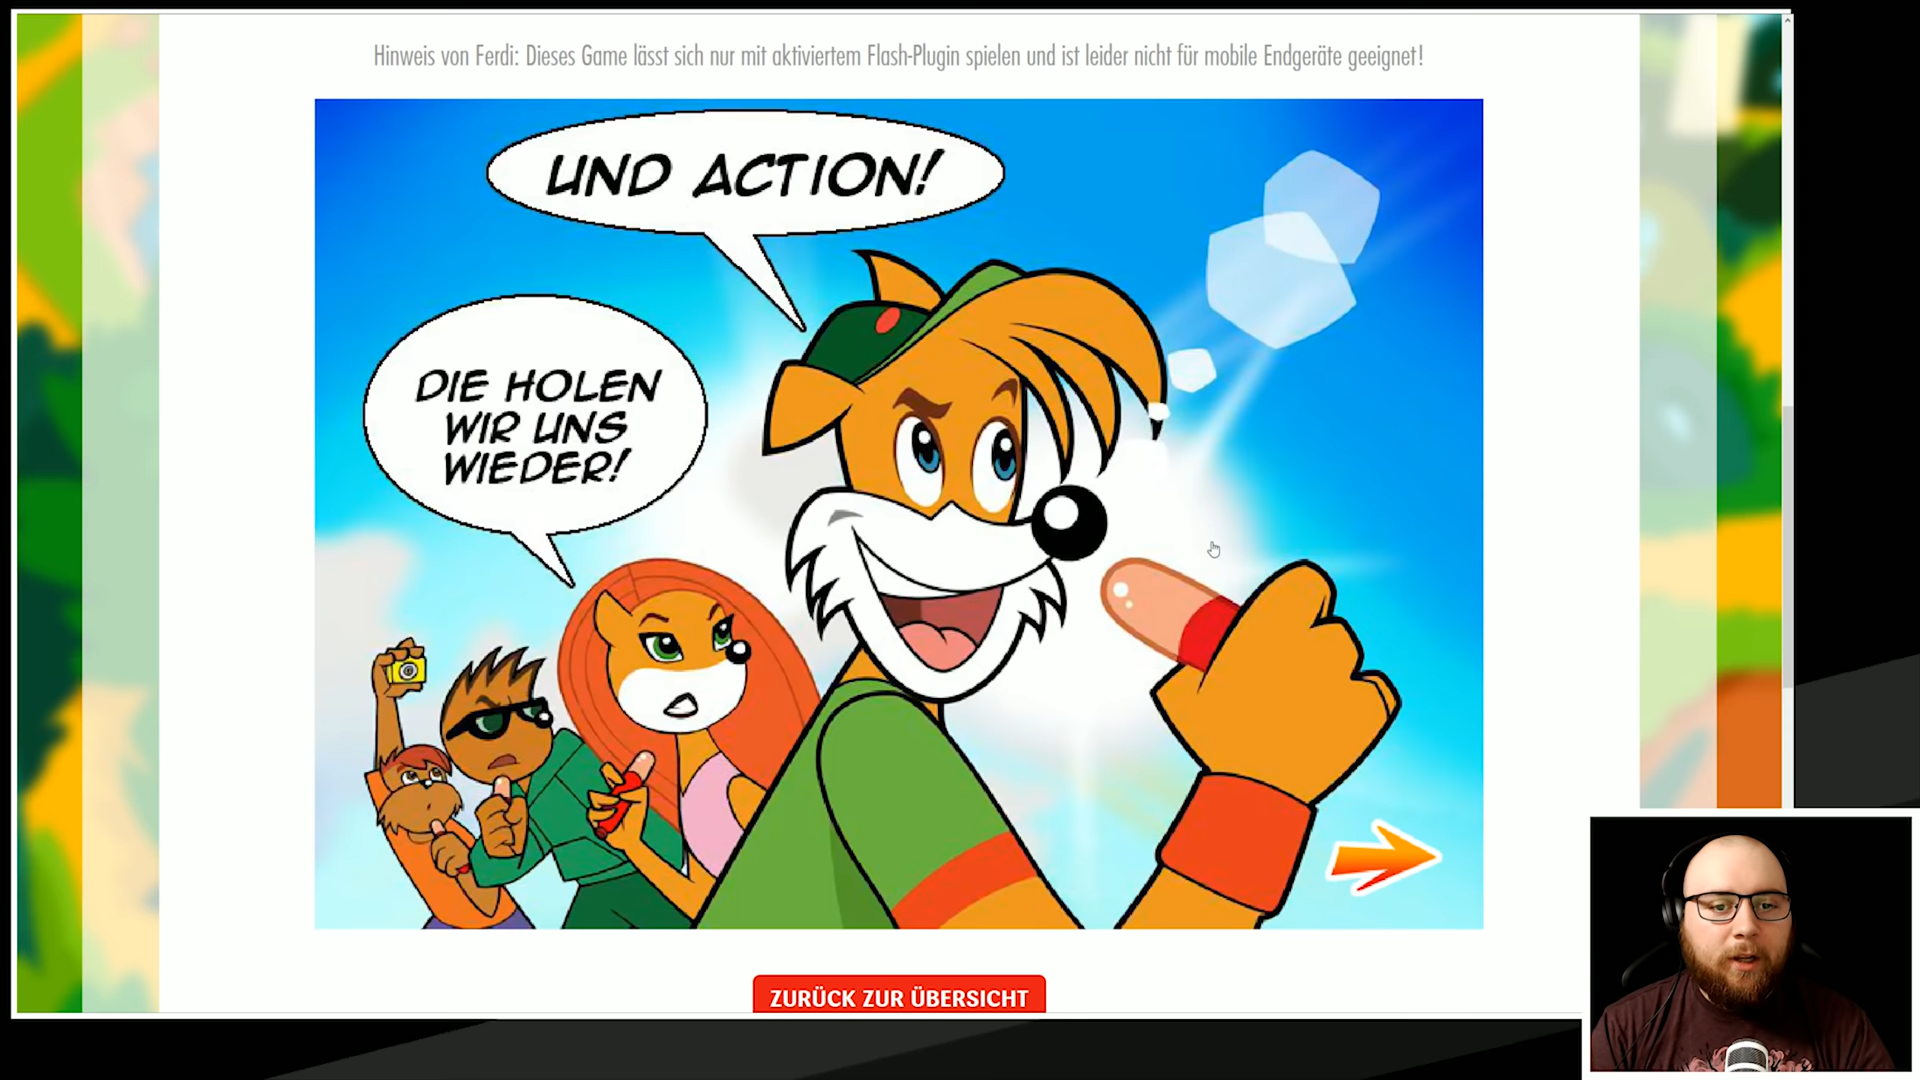 Hinweis von Ferdi: Dieses Game lässt sich nur mit aktiviertem Flash-Plugin spielen und ist leider nicht für mobile Endgeräte geeignet!
UND ACTION!
DIE HOLEN
WIR UNS
WIEDER!
ZURÜCK ZUR ÜBERSICHT